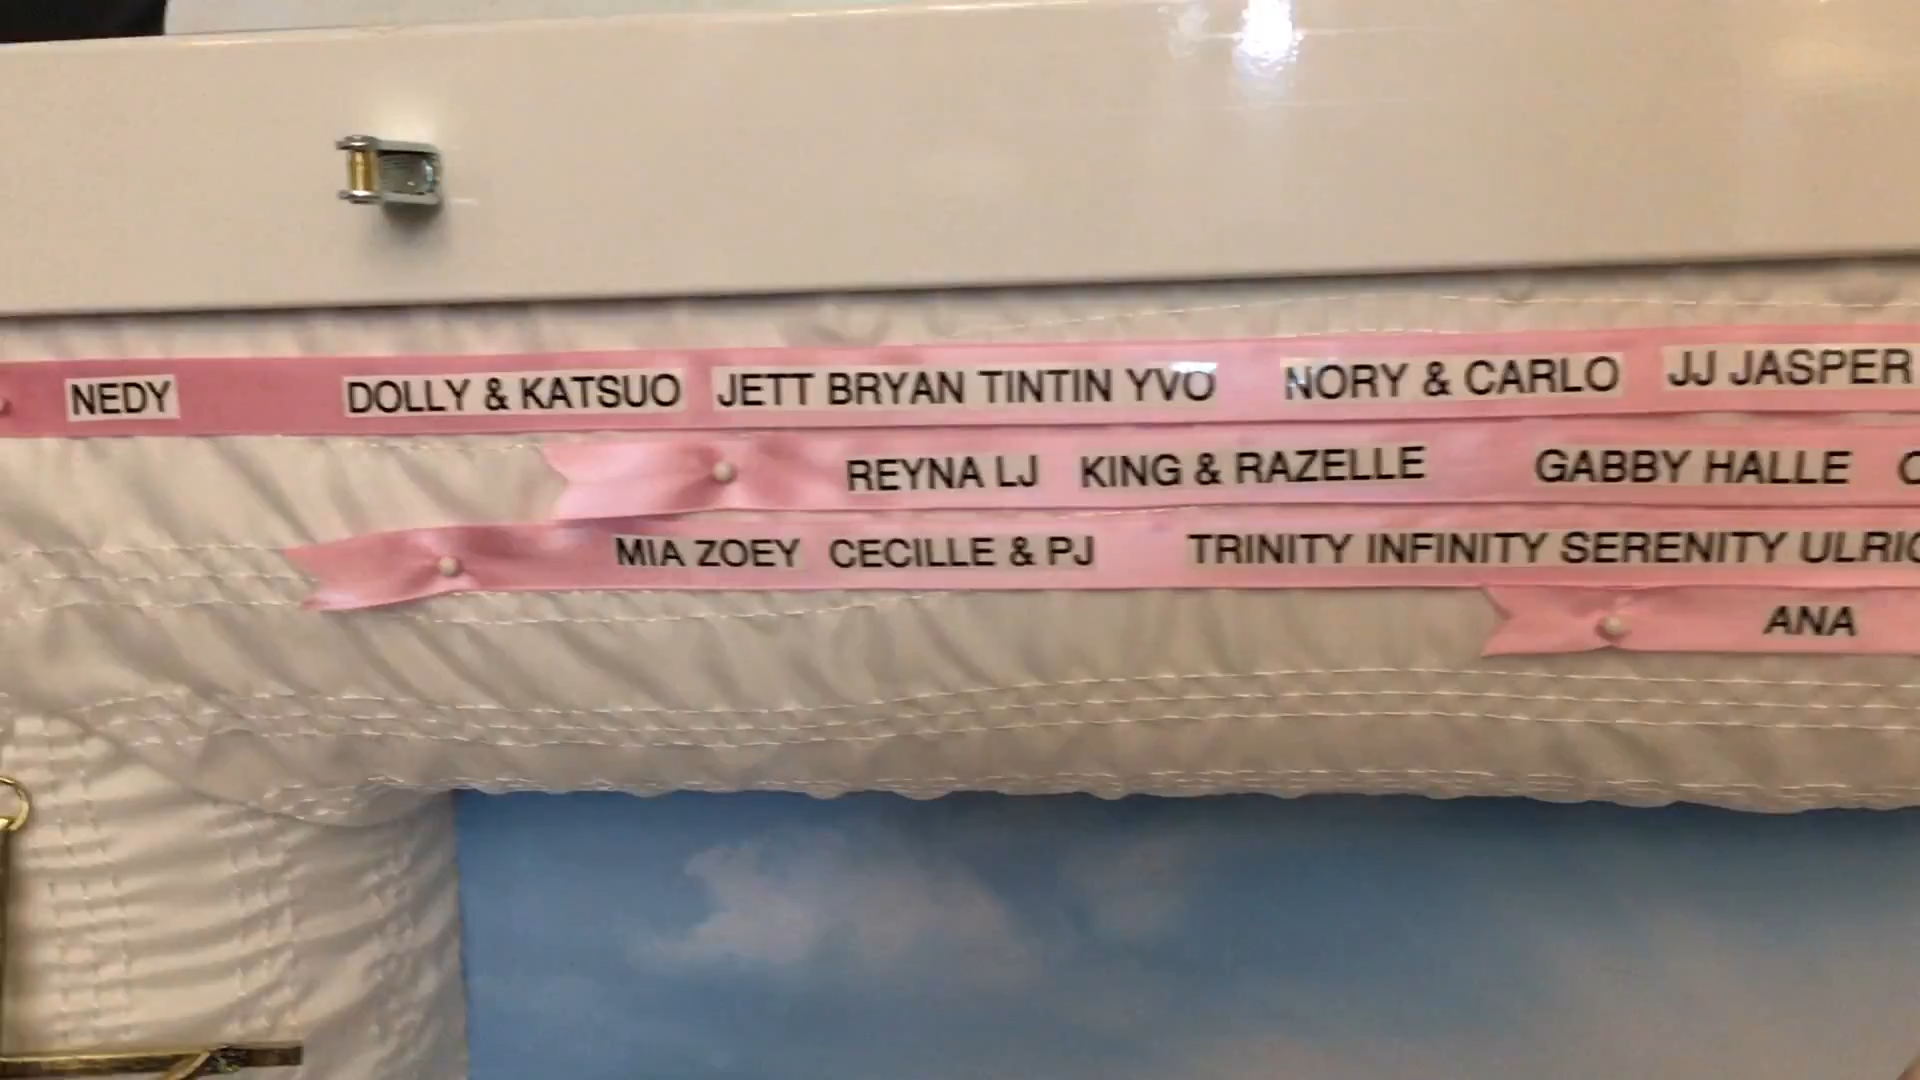 NEDY DOLLY & KATSUO JETT BRYAN TINTIN YVO NORY & CARLO JJ JASPER
REYNA LJ KING & RAZELLE GABBY HALLE
MIA ZOEY CECILLE & PJ TRINITY INFINITY SERENITY
ANA